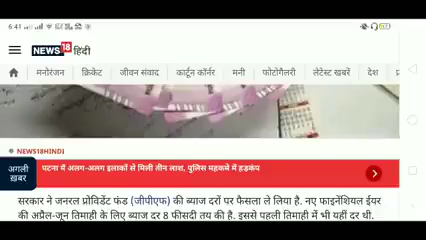 6:41
NEWS18 हिंदी
मनोरंजन क्रिकेट जीवन संवाद कार्टून कॉर्नर मनी फोटोगैलरी लेटेस्ट खबरें देश
NEWS18HINDI
अगली ख़बर
पटना में अलग-अलग इलाकों से मिली तीन लाश, पुलिस महकमे में हड़कंप
सरकार ने जनरल प्रोविडेंट फंड (जीपीएफ) की ब्याज दरों पर फैसला ले लिया है. नए फाइनेंशियल ईयर
की अप्रैल-जून तिमाही के लिए ब्याज दर 8 फीसदी तय की है. इससे पहली तिमाही में भी यहीं दर थी.